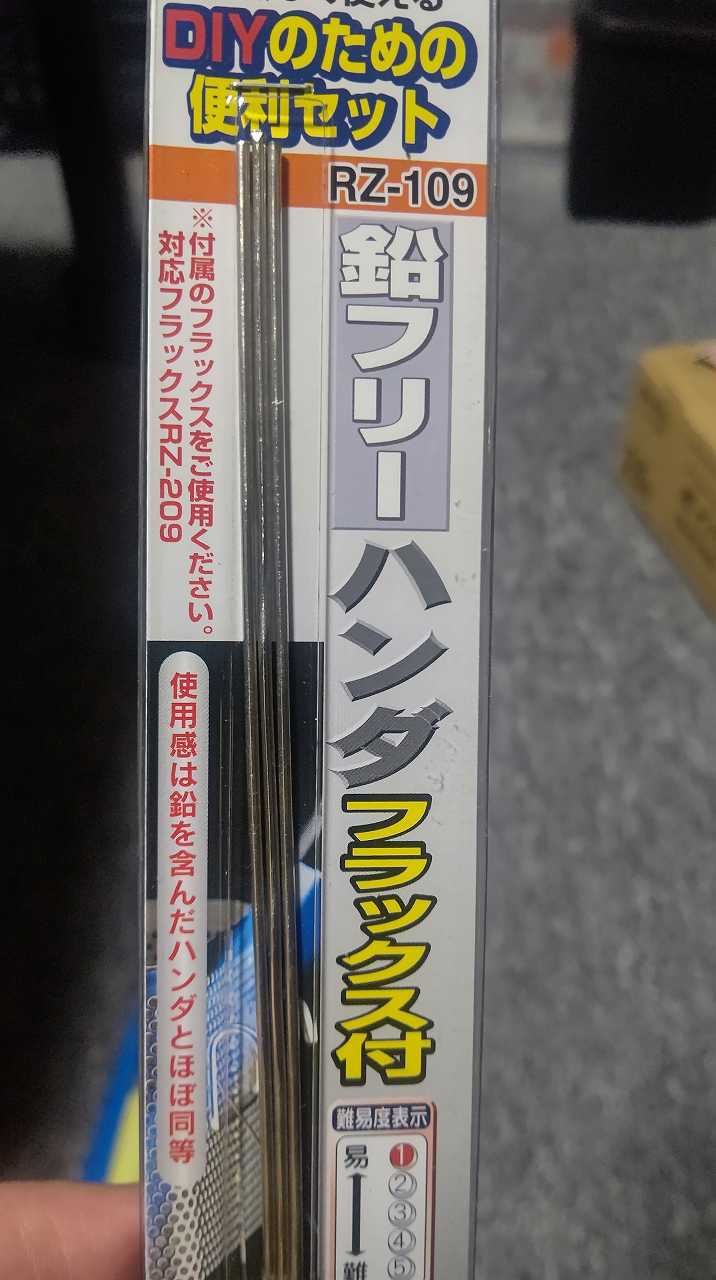 使える
DIYのための
便利セット
RZ-109
鉛フリー
ハンダ
フラックス付
※付属のフラックスをご使用ください。
対応フラックスRZ-209
使用感は鉛を含んだハンダとほぼ同等
難易度表示
易
①
②
③
④
⑤
難